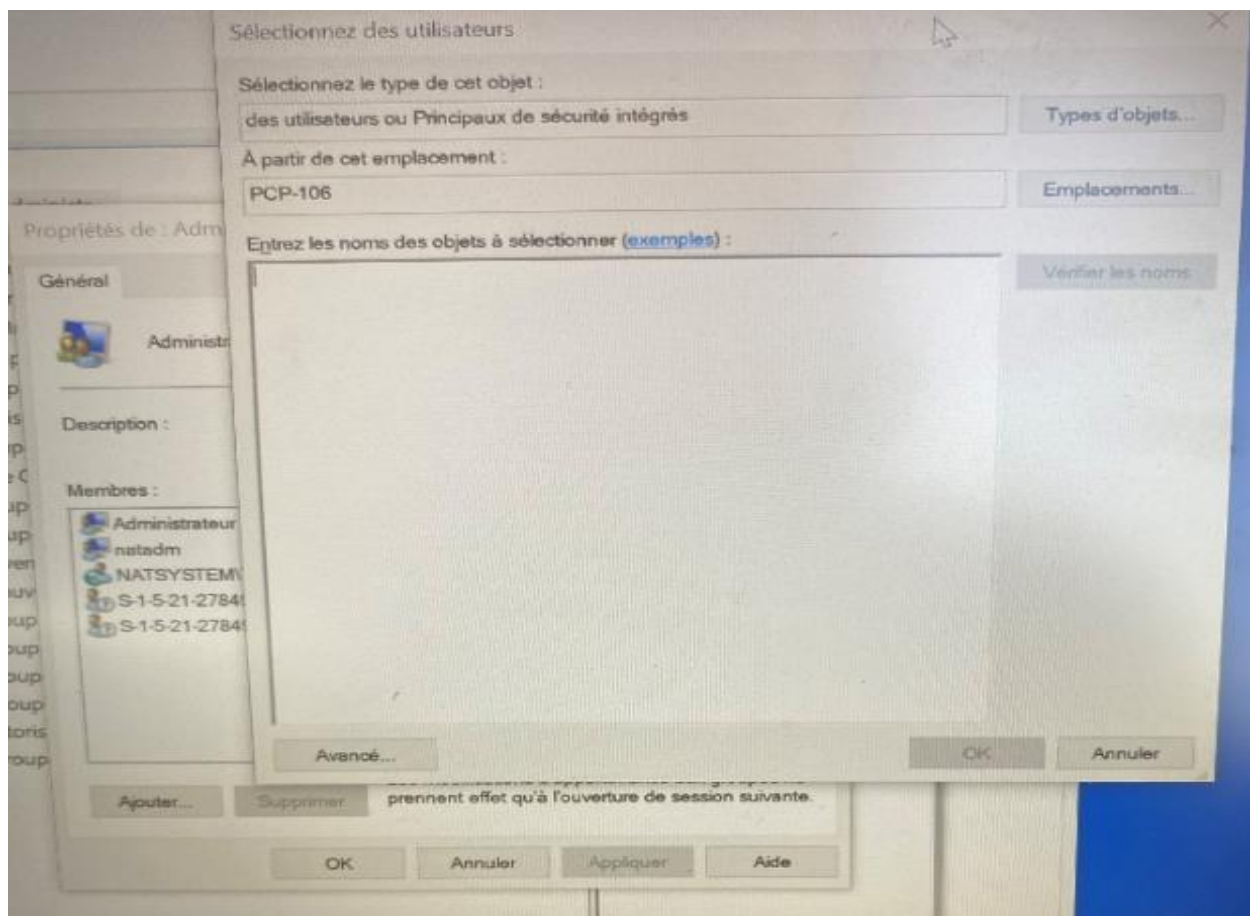 Sélectionnez des utilisateurs
Sélectionnez le type de cet objet :
des utilisateurs ou Principaux de sécurité intégrés
Types d'objets...
À partir de cet emplacement :
PCP-106
Emplacements...
Entrez les noms des objets à sélectionner (exemples) :
Vérifier les noms
Avancé...
OK
Annuler
Propriétés de : Adm
Général
Administr
Description :
Membres :
Administrateur
natadm
NATSYSTEM\
S-1-5-21-2784
S-1-5-21-2784
Ajouter...
Supprimer
prennent effet qu'à l'ouverture de session suivante.
OK
Annuler
Appliquer
Aide